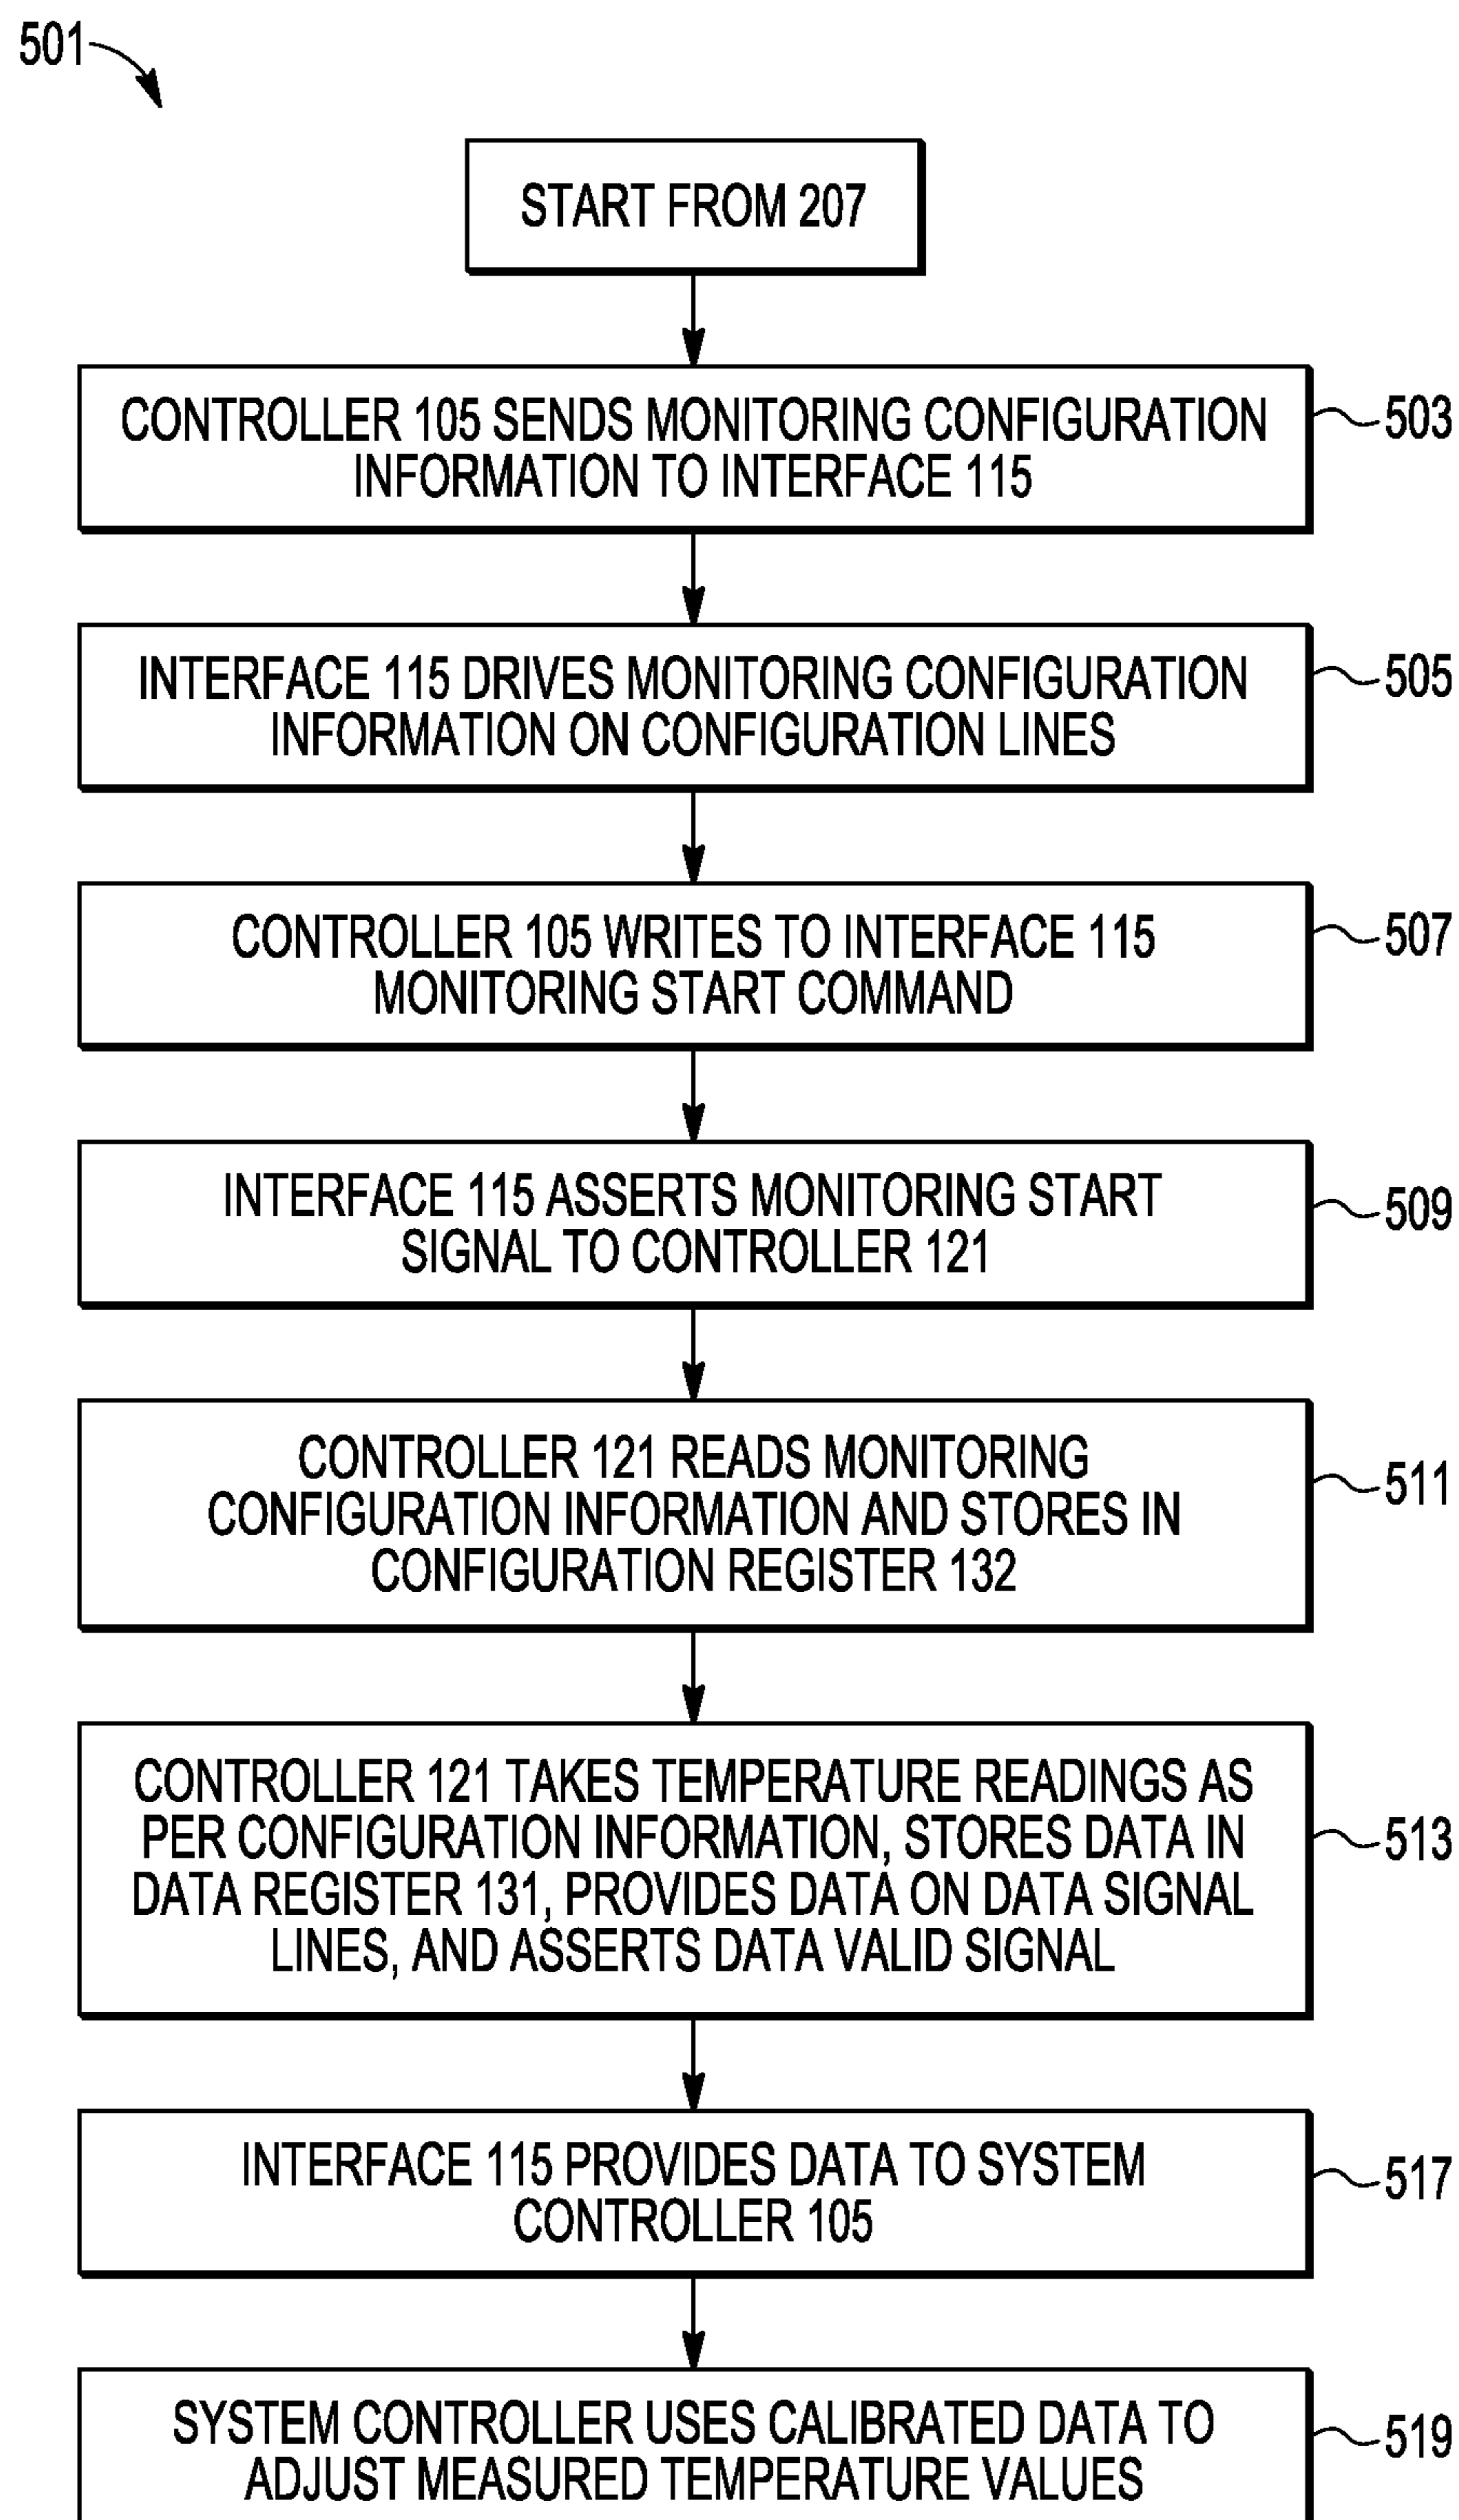 501
START FROM 207
CONTROLLER 105 SENDS MONITORING CONFIGURATION
INFORMATION TO INTERFACE 115
503
INTERFACE 115 DRIVES MONITORING CONFIGURATION
INFORMATION ON CONFIGURATION LINES
505
CONTROLLER 105 WRITES TO INTERFACE 115
MONITORING START COMMAND
507
INTERFACE 115 ASSERTS MONITORING START
SIGNAL TO CONTROLLER 121
509
CONTROLLER 121 READS MONITORING
CONFIGURATION INFORMATION AND STORES IN
CONFIGURATION REGISTER 132
511
CONTROLLER 121 TAKES TEMPERATURE READINGS AS
PER CONFIGURATION INFORMATION, STORES DATA IN
DATA REGISTER 131, PROVIDES DATA ON DATA SIGNAL
LINES, AND ASSERTS DATA VALID SIGNAL
513
INTERFACE 115 PROVIDES DATA TO SYSTEM
CONTROLLER 105
517
SYSTEM CONTROLLER USES CALIBRATED DATA TO
ADJUST MEASURED TEMPERATURE VALUES
519